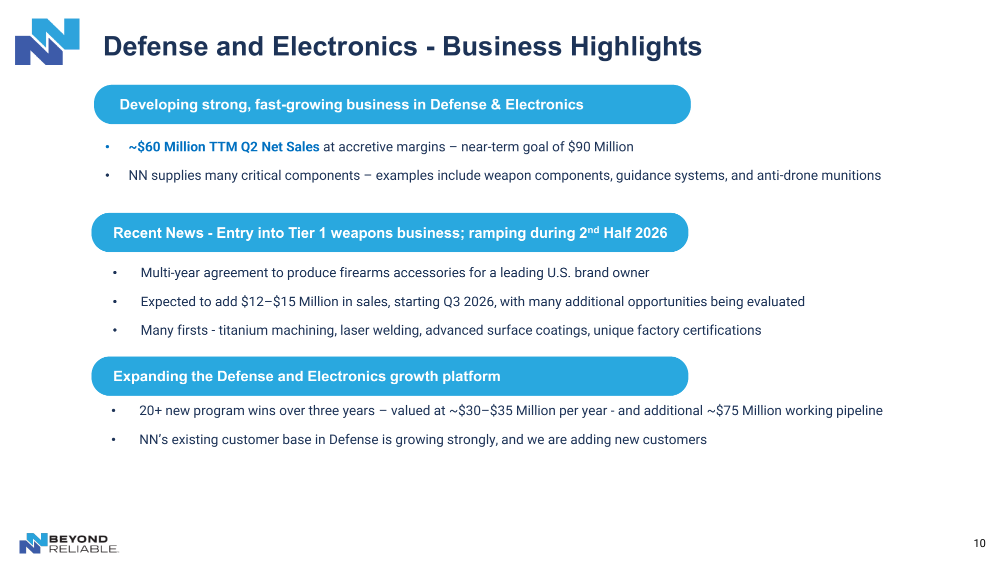 Defense and Electronics - Business Highlights
Developing strong, fast-growing business in Defense & Electronics
• ~$60 Million TTM Q2 Net Sales at accretive margins – near-term goal of $90 Million
• NN supplies many critical components – examples include weapon components, guidance systems, and anti-drone munitions
Recent News - Entry into Tier 1 weapons business; ramping during 2nd Half 2026
• Multi-year agreement to produce firearms accessories for a leading U.S. brand owner
• Expected to add $12–$15 Million in sales, starting Q3 2026, with many additional opportunities being evaluated
• Many firsts - titanium machining, laser welding, advanced surface coatings, unique factory certifications
Expanding the Defense and Electronics growth platform
• 20+ new program wins over three years – valued at ~$30–$35 Million per year - and additional ~$75 Million working pipeline
• NN’s existing customer base in Defense is growing strongly, and we are adding new customers
BEYOND
RELIABLE
10